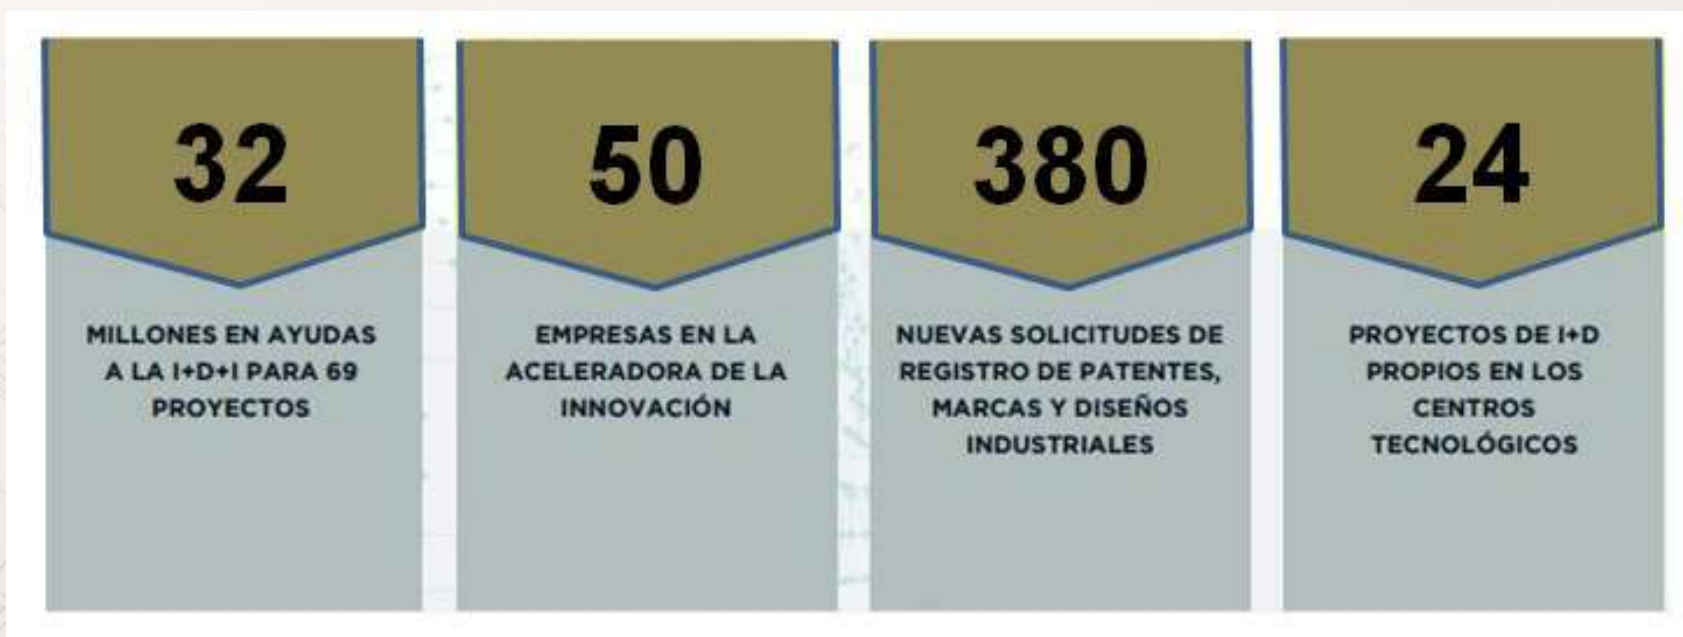 32
MILLONES EN AYUDAS
A LA I+D+I PARA 69
PROYECTOS
50
EMPRESAS EN LA
ACELERADORA DE LA
INNOVACIÓN
380
NUEVAS SOLICITUDES DE
REGISTRO DE PATENTES,
MARCAS Y DISEÑOS
INDUSTRIALES
24
PROYECTOS DE I+D
PROPIOS EN LOS
CENTROS
TECNOLÓGICOS